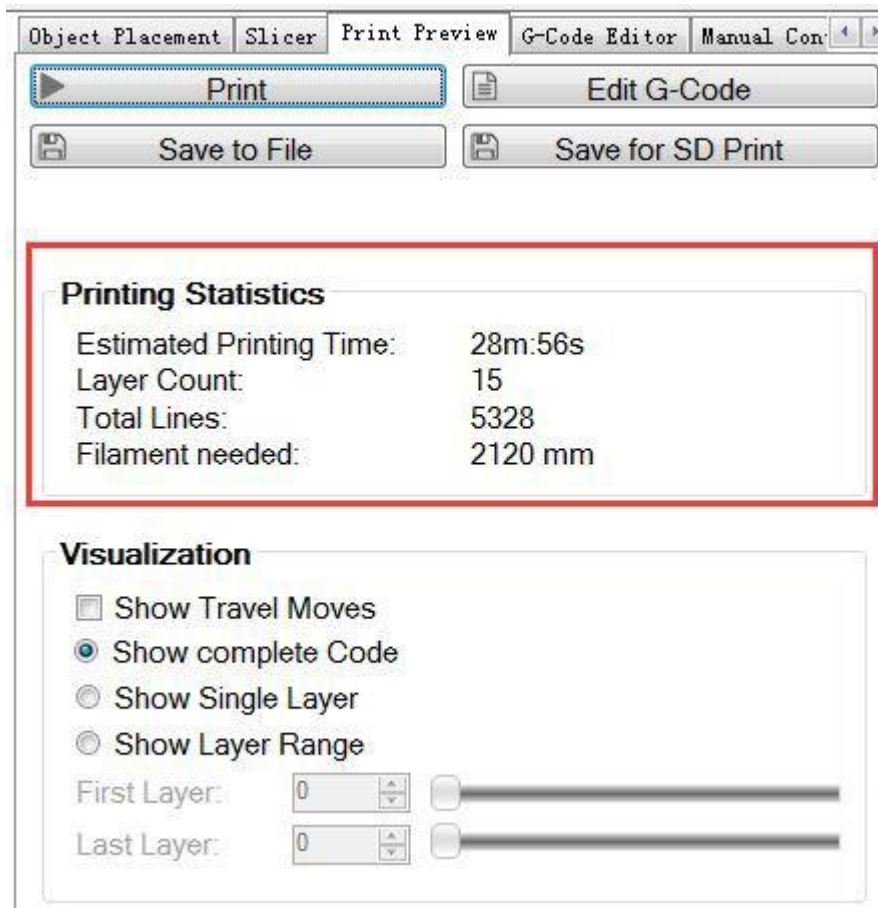 Object Placement Slicer Print Preview G-Code Editor Manual Con
Print Edit G-Code
Save to File Save for SD Print
Printing Statistics
Estimated Printing Time: 28m:56s
Layer Count: 15
Total Lines: 5328
Filament needed: 2120 mm
Visualization
Show Travel Moves
Show complete Code
Show Single Layer
Show Layer Range
First Layer: 0
Last Layer: 0